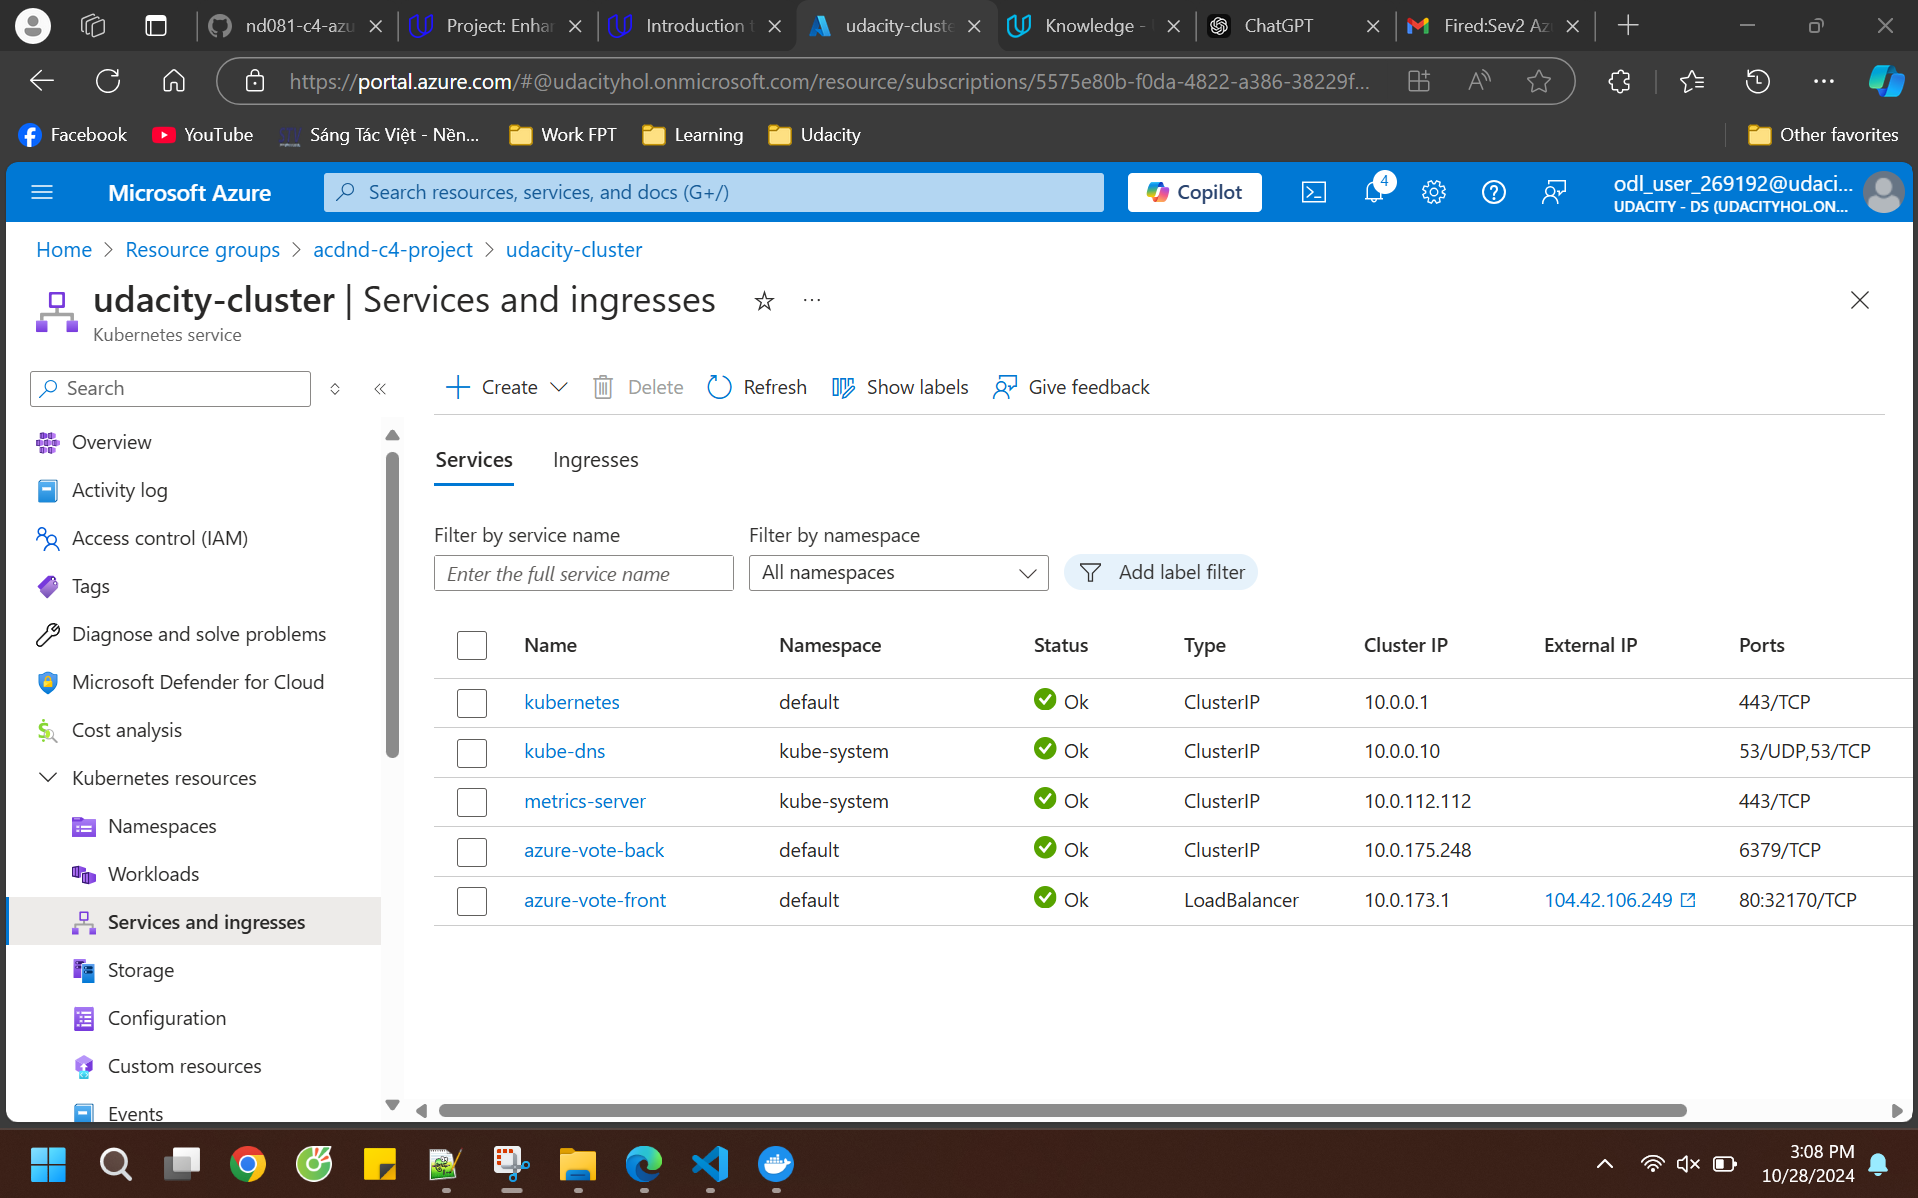 nd081-c4-azu
Project: Enhan
Introduction t
udacity-cluste
Knowledge -
ChatGPT
Fired:Sev2 Az
https://portal.azure.com/#@udacityhol.onmicrosoft.com/resource/subscriptions/5575e80b-f0da-4822-a386-38229f...
Facebook
YouTube
Sáng Tác Việt - Nền...
Work FPT
Learning
Udacity
Other favorites
Microsoft Azure
Search resources, services, and docs (G+/)
Copilot
4
odl_user_269192@udaci...
UDACITY - DS (UDACITYHOL.ON...
Home > Resource groups > acdnd-c4-project > udacity-cluster
udacity-cluster | Services and ingresses
Kubernetes service
Search
Create
Delete
Refresh
Show labels
Give feedback
Overview
Activity log
Access control (IAM)
Tags
Diagnose and solve problems
Microsoft Defender for Cloud
Cost analysis
Kubernetes resources
Namespaces
Workloads
Services and ingresses
Storage
Configuration
Custom resources
Events
Services
Ingresses
Filter by service name
Filter by namespace
Enter the full service name
All namespaces
Add label filter
Name Namespace Status Type Cluster IP External IP Ports
kubernetes default Ok ClusterIP 10.0.0.1 443/TCP
kube-dns kube-system Ok ClusterIP 10.0.0.10 53/UDP,53/TCP
metrics-server kube-system Ok ClusterIP 10.0.112.112 443/TCP
azure-vote-back default Ok ClusterIP 10.0.175.248 6379/TCP
azure-vote-front default Ok LoadBalancer 10.0.173.1 104.42.106.249 80:32170/TCP
3:08 PM
10/28/2024